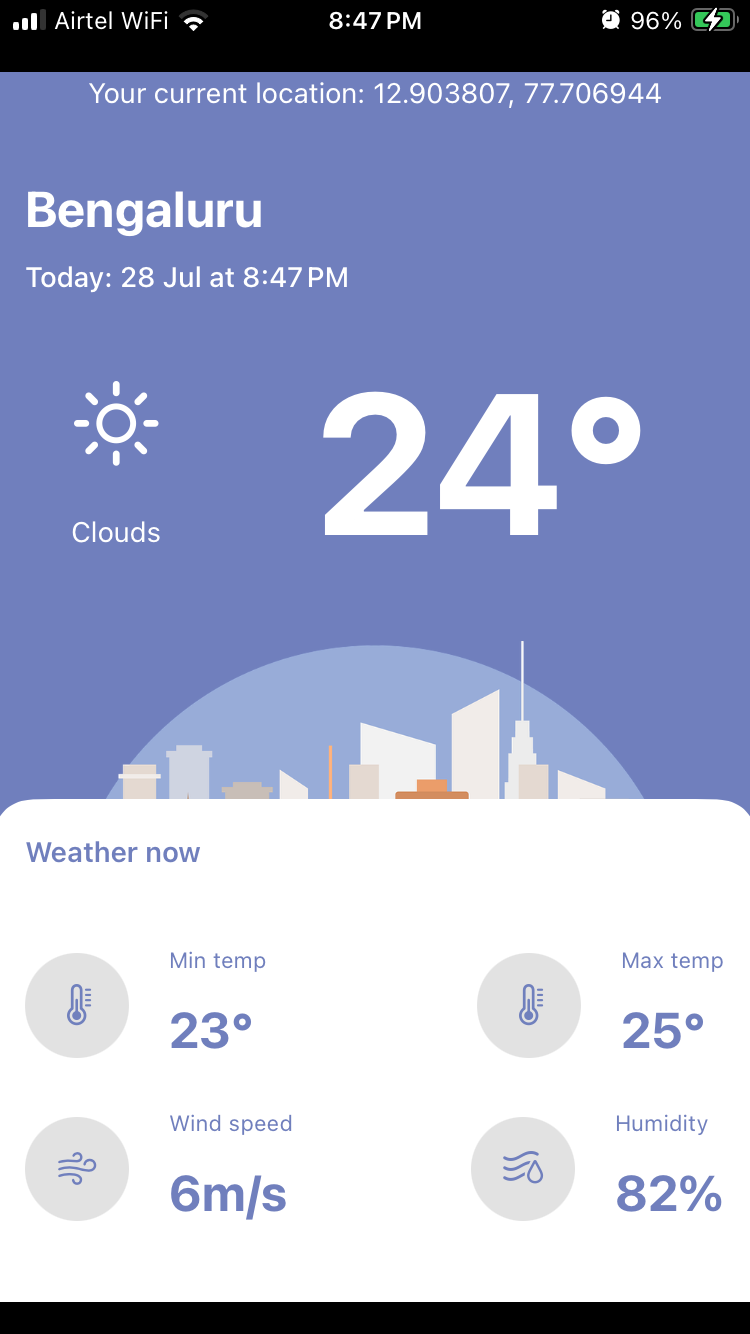 Airtel WiFi 8:47 PM 96%
Your current location: 12.903807, 77.706944
Bengaluru
Today: 28 Jul at 8:47 PM
24°
Clouds
Weather now
Min temp Max temp
23° 25°
Wind speed Humidity
6m/s 82%